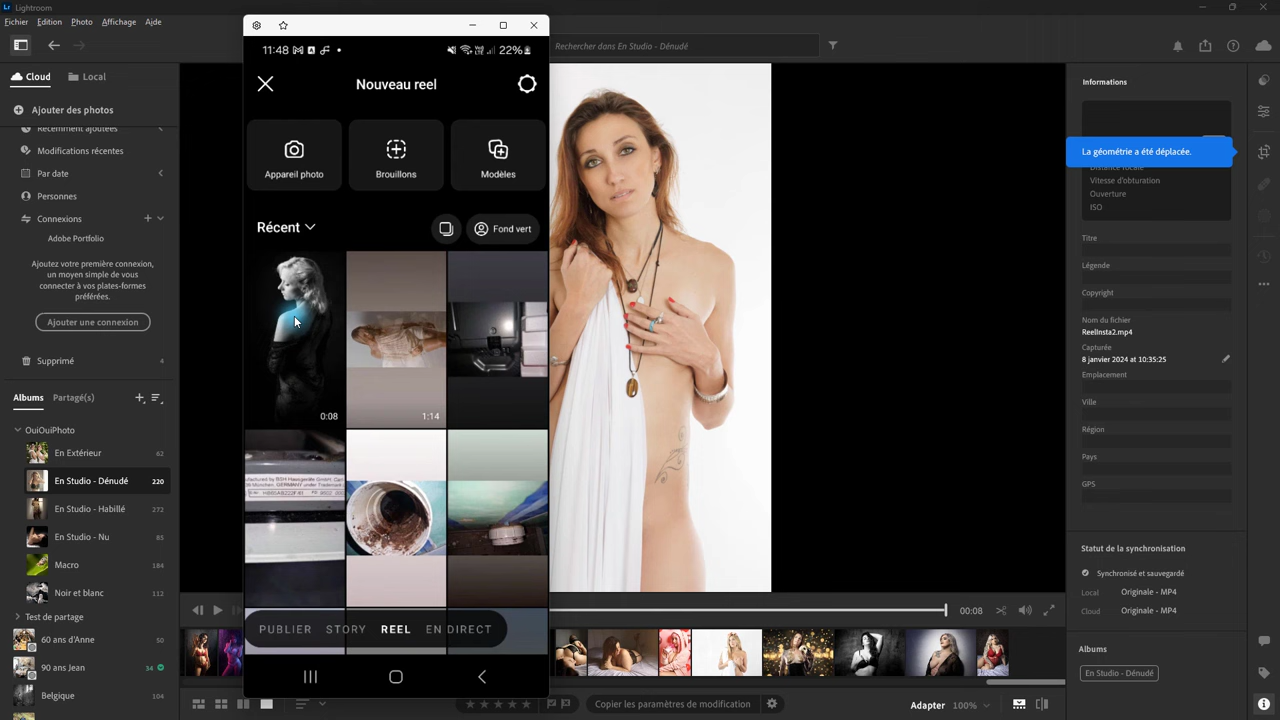 Lightroom
Fichier Edition Photo Affichage Aide
Rechercher dans En Studio - Dénudé
Cloud Local
Ajouter des photos
Récemment ajoutées
Modifications récentes
Par date
Personnes
Connexions
Adobe Portfolio
Ajoutez votre première connexion,
un moyen simple de vous
connecter à vos plates-formes
préférées.
Ajouter une connexion
Supprimé 4
Albums Partagé(s)
OuiOuiPhoto
En Extérieur 62
En Studio - Dénudé 220
En Studio - Habillé 272
En Studio - Nu 85
Macro 184
Noir et blanc 112
Test de partage
60 ans d'Anne 50
90 ans Jean 34
Belgique 104
11:48 22%
Nouveau reel
Appareil photo Brouillons Modèles
Récent Fond vert
0:08 1:14
PUBLIER STORY REEL EN DIRECT
00:08
Copier les paramètres de modification
Adapter 100%
Informations
La géométrie a été déplacée.
Distance focale
Vitesse d'obturation
Ouverture
ISO
Titre
Légende
Copyright
Nom du fichier
ReelInsta2.mp4
Capturée
8 janvier 2024 at 10:35:25
Emplacement
Ville
Région
Pays
GPS
Statut de la synchronisation
Synchronisé et sauvegardé
Local Originale - MP4
Cloud Originale - MP4
Albums
En Studio - Dénudé